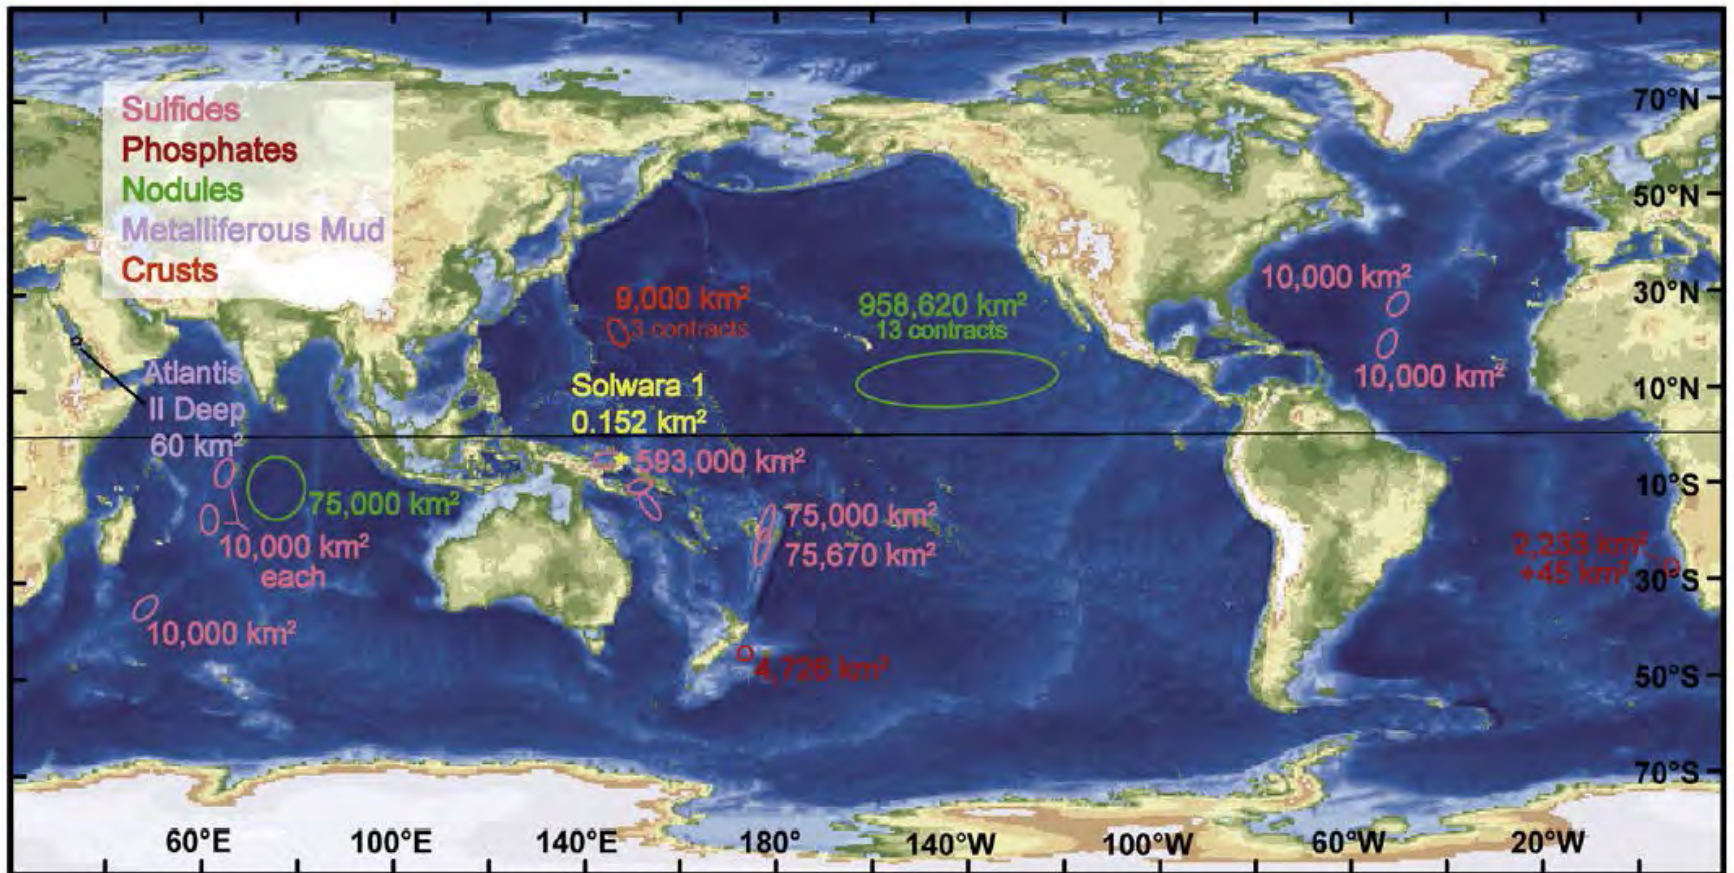 Sulfides
Phosphates
Nodules
Metalliferous Mud
Crusts
70°N
50°N
30°N
10°N
10°S
30°S
50°S
70°S
10,000 km²
10,000 km²
9,000 km²
3 contracts
958,620 km²
13 contracts
Atlantis
II Deep
60 km²
Solwara 1
0.152 km²
593,000 km²
75,000 km²
10,000 km²
each
75,000 km²
75,670 km²
2,233 km²
+45 km²
10,000 km²
4,726 km²
60°E
100°E
140°E
180°
140°W
100°W
60°W
20°W